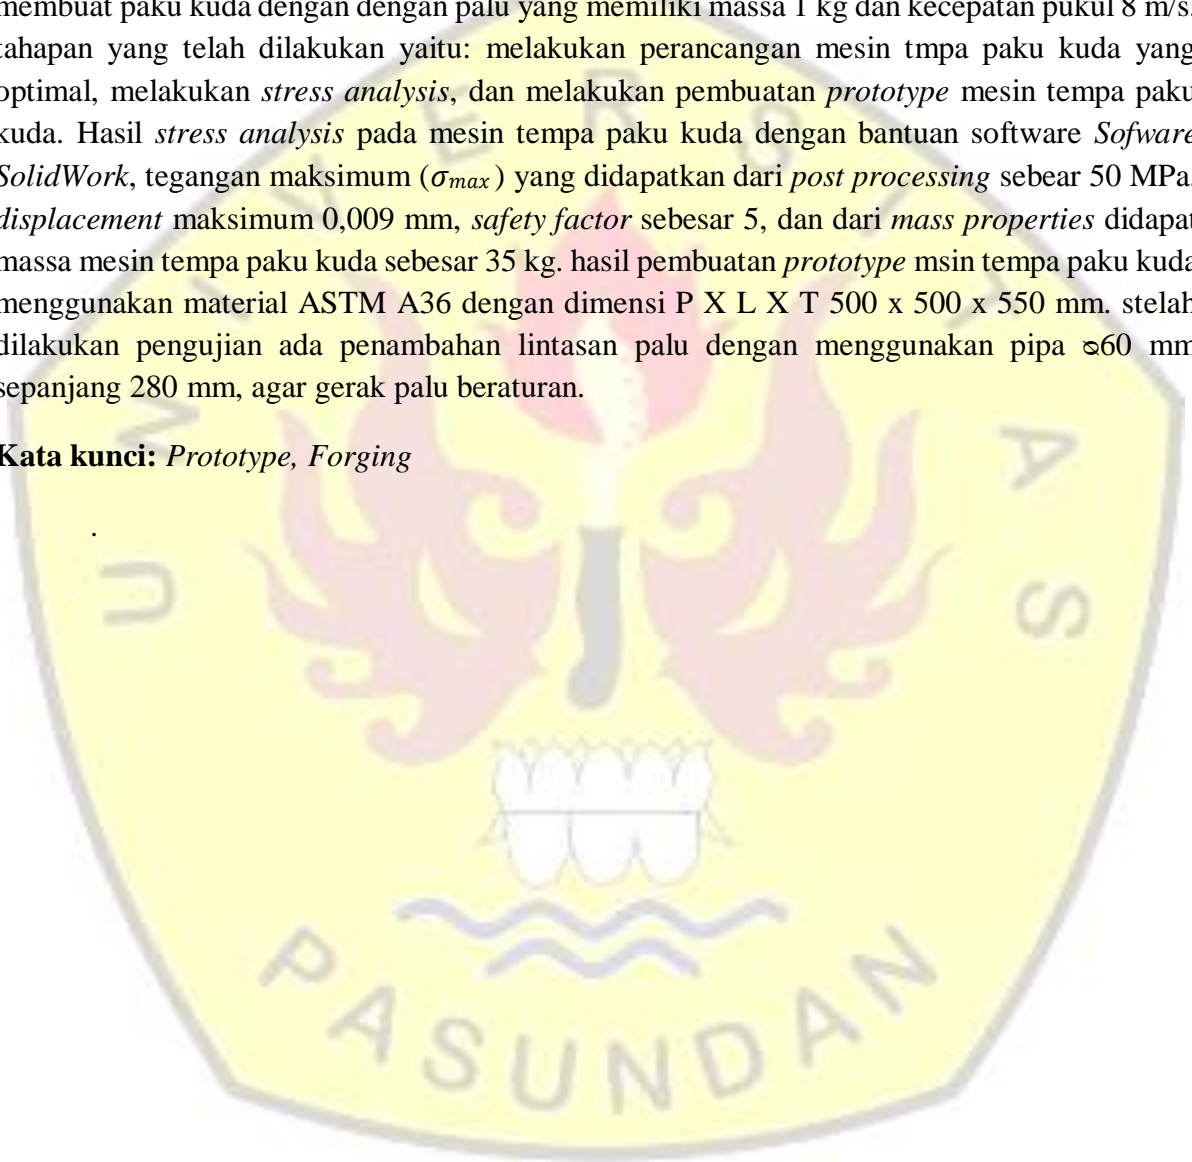 membuat paku kuda dengan dengan palu yang memiliki massa 1 kg dan kecepatan pukul 8 m/s.
tahapan yang telah dilakukan yaitu: melakukan perancangan mesin tmpa paku kuda yang
optimal, melakukan stress analysis, dan melakukan pembuatan prototype mesin tempa paku
kuda. Hasil stress analysis pada mesin tempa paku kuda dengan bantuan software Sofware
SolidWork, tegangan maksimum (σmax) yang didapatkan dari post processing sebear 50 MPa.
displacement maksimum 0,009 mm, safety factor sebesar 5, dan dari mass properties didapat
massa mesin tempa paku kuda sebesar 35 kg. hasil pembuatan prototype msin tempa paku kuda
menggunakan material ASTM A36 dengan dimensi P X L X T 500 x 500 x 550 mm. stelah
dilakukan pengujian ada penambahan lintasan palu dengan menggunakan pipa ᴓ60 mm
sepanjang 280 mm, agar gerak palu beraturan.
Kata kunci: Prototype, Forging
.
UNIVERSITAS
PASUNDAN